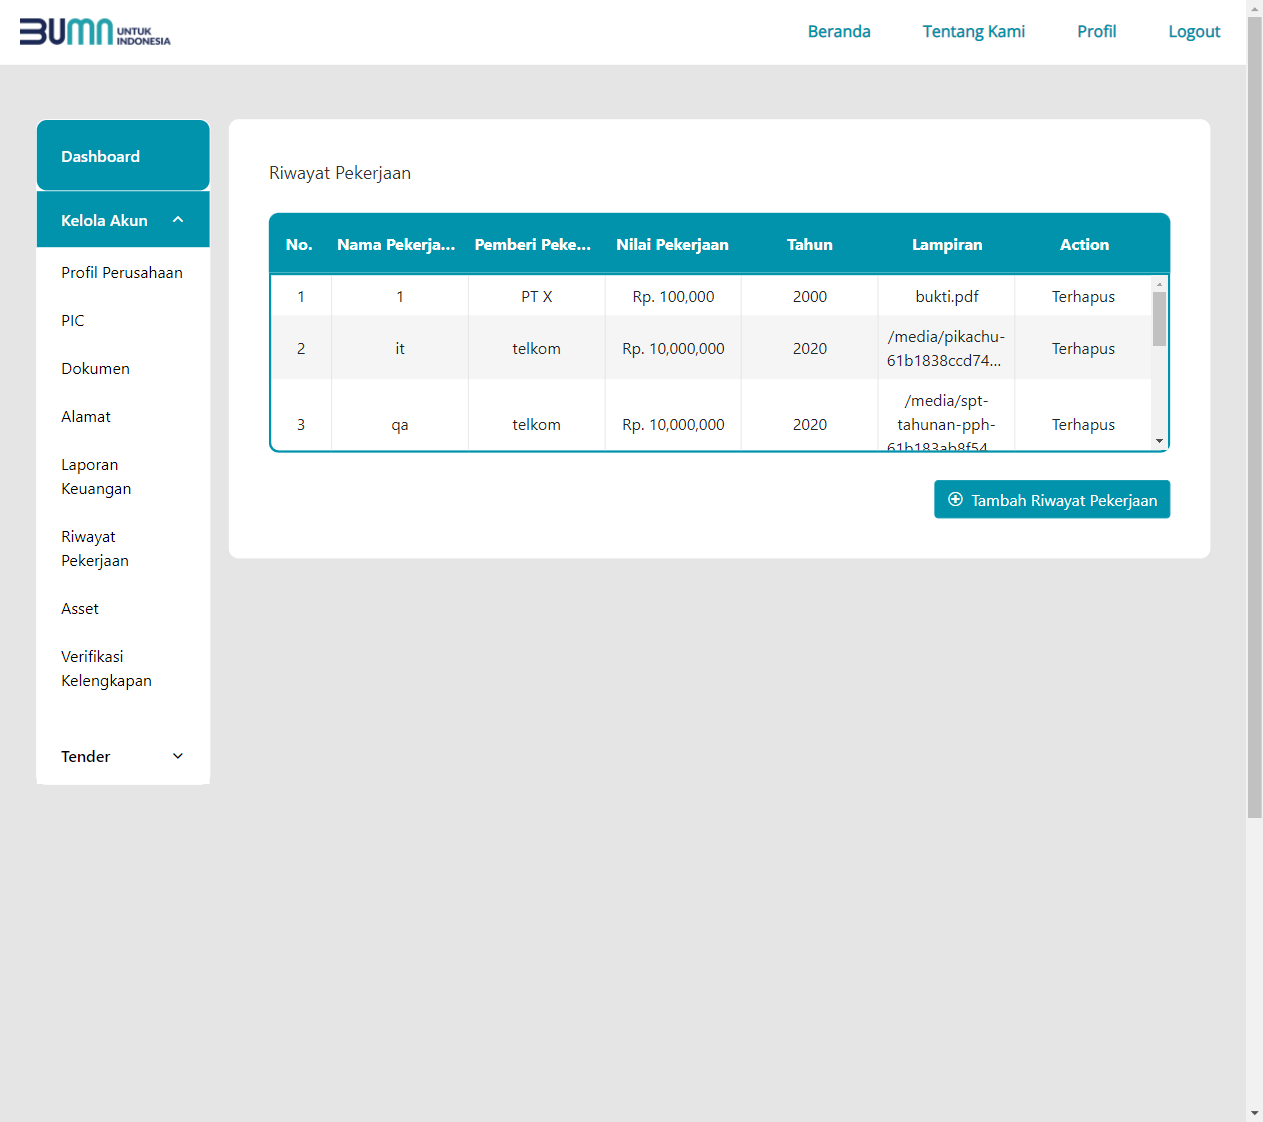 BUMN UNTUK INDONESIA
Beranda
Tentang Kami
Profil
Logout
Dashboard
Kelola Akun
Profil Perusahaan
PIC
Dokumen
Alamat
Laporan
Keuangan
Riwayat
Pekerjaan
Asset
Verifikasi
Kelengkapan
Tender
Riwayat Pekerjaan
No. Nama Pekerja... Pemberi Peke... Nilai Pekerjaan Tahun Lampiran Action
1 1 PT X Rp. 100,000 2000 bukti.pdf Terhapus
2 it telkom Rp. 10,000,000 2020 /media/pikachu-
61b1838ccd74... Terhapus
3 qa telkom Rp. 10,000,000 2020 /media/spt-
tahunan-pph-
61b183ab8f54 Terhapus
Tambah Riwayat Pekerjaan